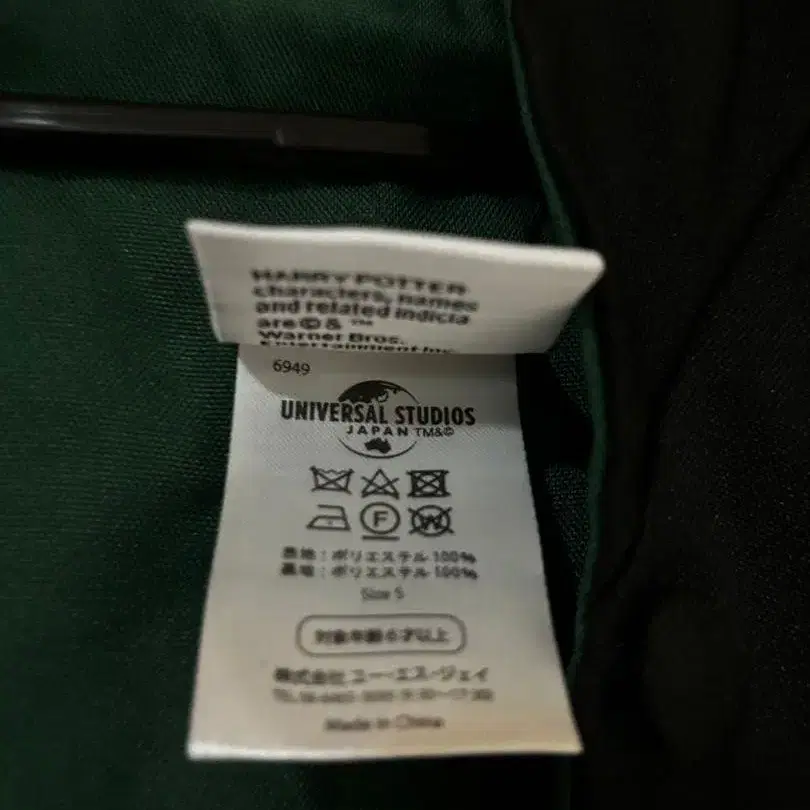 HARRY POTTER
characters, names
and related indicia
are © & ™
Warner Bros.
Entertainment Inc.
6949
UNIVERSAL STUDIOS
JAPAN TM&©
F
W
表地：ポリエステル 100%
裏地：ポリエステル 100%
Size S
対象年齢6才以上
株式会社 ユー・エス・ジェイ
Made in China